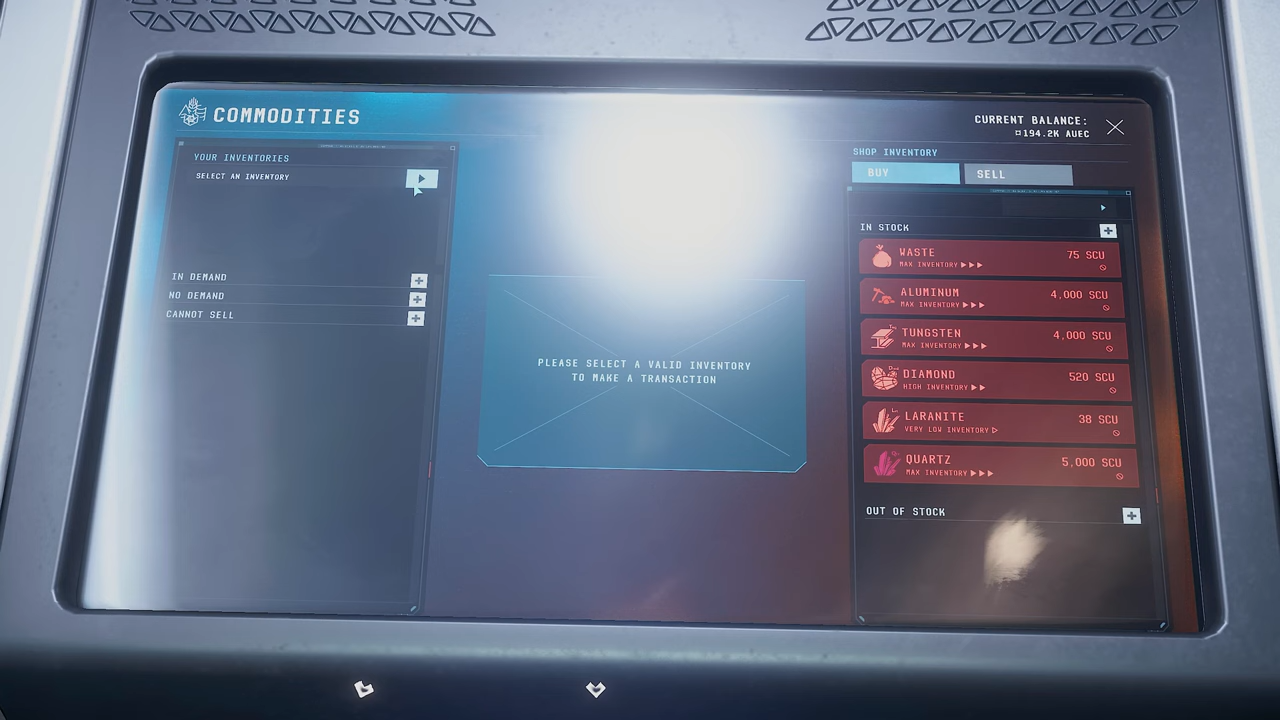 COMMODITIES
CURRENT BALANCE:
¤194.2K AUEC
YOUR INVENTORIES
SELECT AN INVENTORY
IN DEMAND
NO DEMAND
CANNOT SELL
PLEASE SELECT A VALID INVENTORY
TO MAKE A TRANSACTION
SHOP INVENTORY
BUY SELL
IN STOCK
WASTE 75 SCU
MAX INVENTORY
ALUMINUM 4,000 SCU
MAX INVENTORY
TUNGSTEN 4,000 SCU
MAX INVENTORY
DIAMOND 520 SCU
HIGH INVENTORY
LARANITE 38 SCU
VERY LOW INVENTORY
QUARTZ 5,000 SCU
MAX INVENTORY
OUT OF STOCK